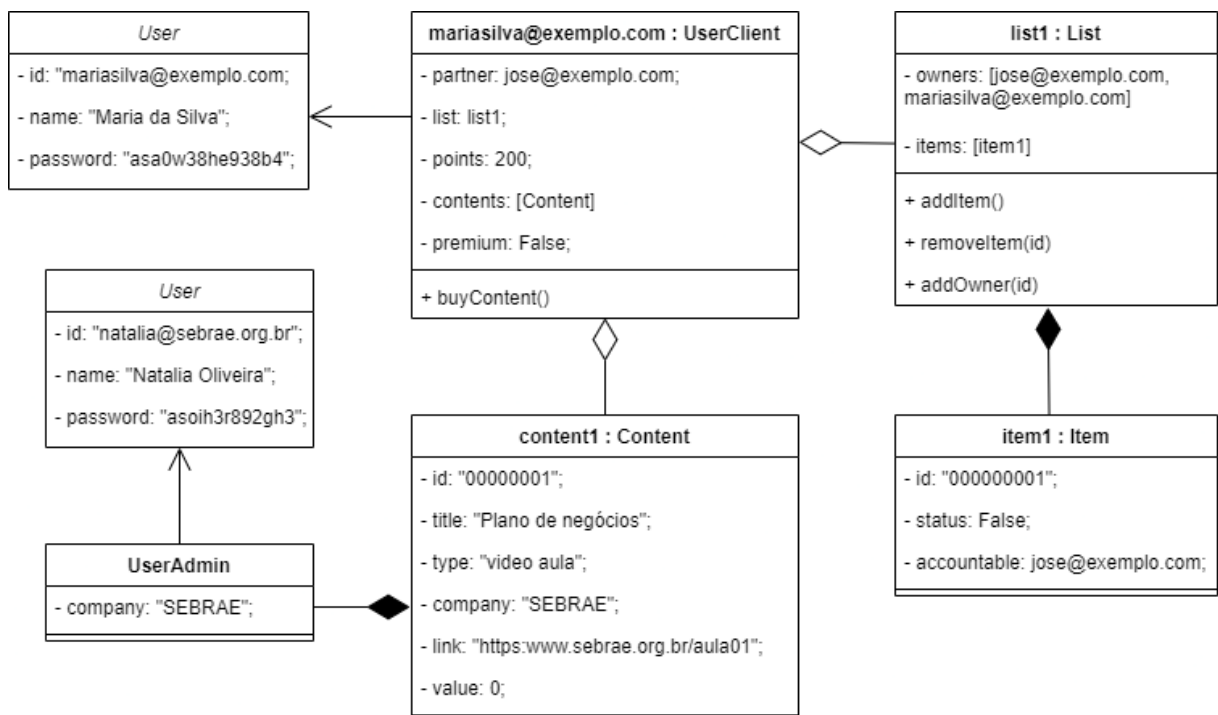 User
- id: "mariasilva@exemplo.com;
- name: "Maria da Silva";
- password: "asa0w38he938b4";
mariasilva@exemplo.com : UserClient
- partner: jose@exemplo.com;
- list: list1;
- points: 200;
- contents: [Content]
- premium: False;
+ buyContent()
list1 : List
- owners: [jose@exemplo.com,
mariasilva@exemplo.com]
- items: [item1]
+ addItem()
+ removeItem(id)
+ addOwner(id)
User
- id: "natalia@sebrae.org.br";
- name: "Natalia Oliveira";
- password: "asoih3r892gh3";
UserAdmin
- company: "SEBRAE";
content1 : Content
- id: "00000001";
- title: "Plano de negócios";
- type: "video aula";
- company: "SEBRAE";
- link: "https:www.sebrae.org.br/aula01";
- value: 0;
item1 : Item
- id: "000000001";
- status: False;
- accountable: jose@exemplo.com;